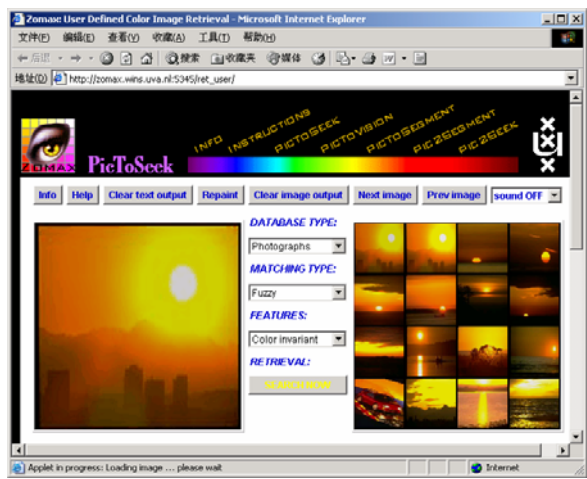 Zomax: User Defined Color Image Retrieval - Microsoft Internet Explorer
文件(F) 编辑(E) 查看(V) 收藏(A) 工具(T) 帮助(H)
后退 搜索 收藏夹 媒体
地址(D) http://zomax.wins.uva.nl:5345/ret_user/
INFO INSTRUCTIONS PICTOSEEK PICTOVISION PICTOSEGMENT PIC2SEGMENT PIC2SEEK
ZOMAX PicToSeek
Info Help Clear text output Repaint Clear image output Next image Prev image sound OFF
DATABASE TYPE:
Photographs
MATCHING TYPE:
Fuzzy
FEATURES:
Color invariant
RETRIEVAL:
SEARCH NOW
Applet in progress: Loading image ... please wait Internet